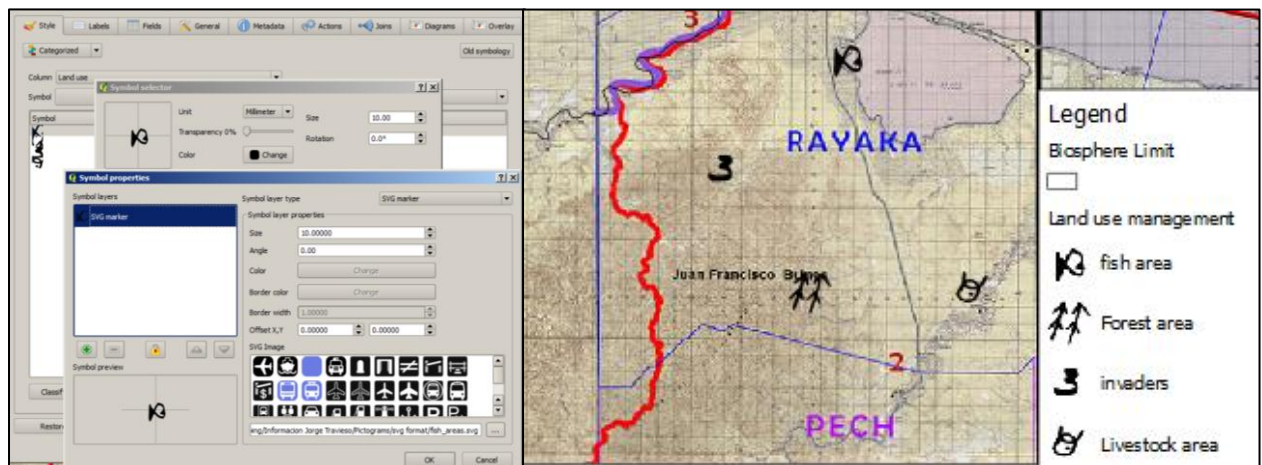 Style Labels Fields General Metadata Actions Joins Diagrams Overlay
Categorized Old symbology
Column Land use
Symbol
Symbol
Symbol selector
Unit Millimeter Size 10.00
Transparency 0% Rotation 0.0°
Color Change
Symbol properties
Symbol layers
SVG marker
Symbol layer type SVG marker
Symbol layer properties
Size 10.00000
Angle 0.00
Color Change
Border color Change
Border width 1.00000
Offset X,Y 0.00000 0.00000
SVG Image
Symbol preview
Classif
Restor
ing/Informacion Jorge Travieso/Pictograms/svg format/fish_areas.svg ...
OK Cancel
3
RAYAKA
Juan Francisco
2
PECH
Legend
Biosphere Limit
Land use management
fish area
Forest area
invaders
Livestock area